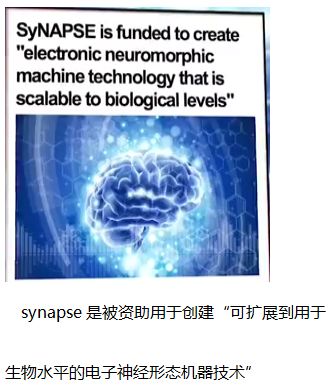 SyNAPSE is funded to create
"electronic neuromorphic
machine technology that is
scalable to biological levels"
synapse 是被资助用于创建“可扩展到用于
生物水平的电子神经形态机器技术”